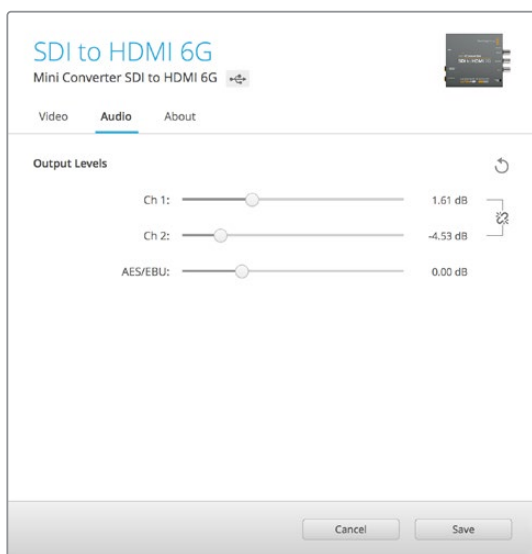 SDI to HDMI 6G
Mini Converter SDI to HDMI 6G
Video Audio About
Output Levels
Ch 1: 1.61 dB
Ch 2: -4.53 dB
AES/EBU: 0.00 dB
Cancel Save